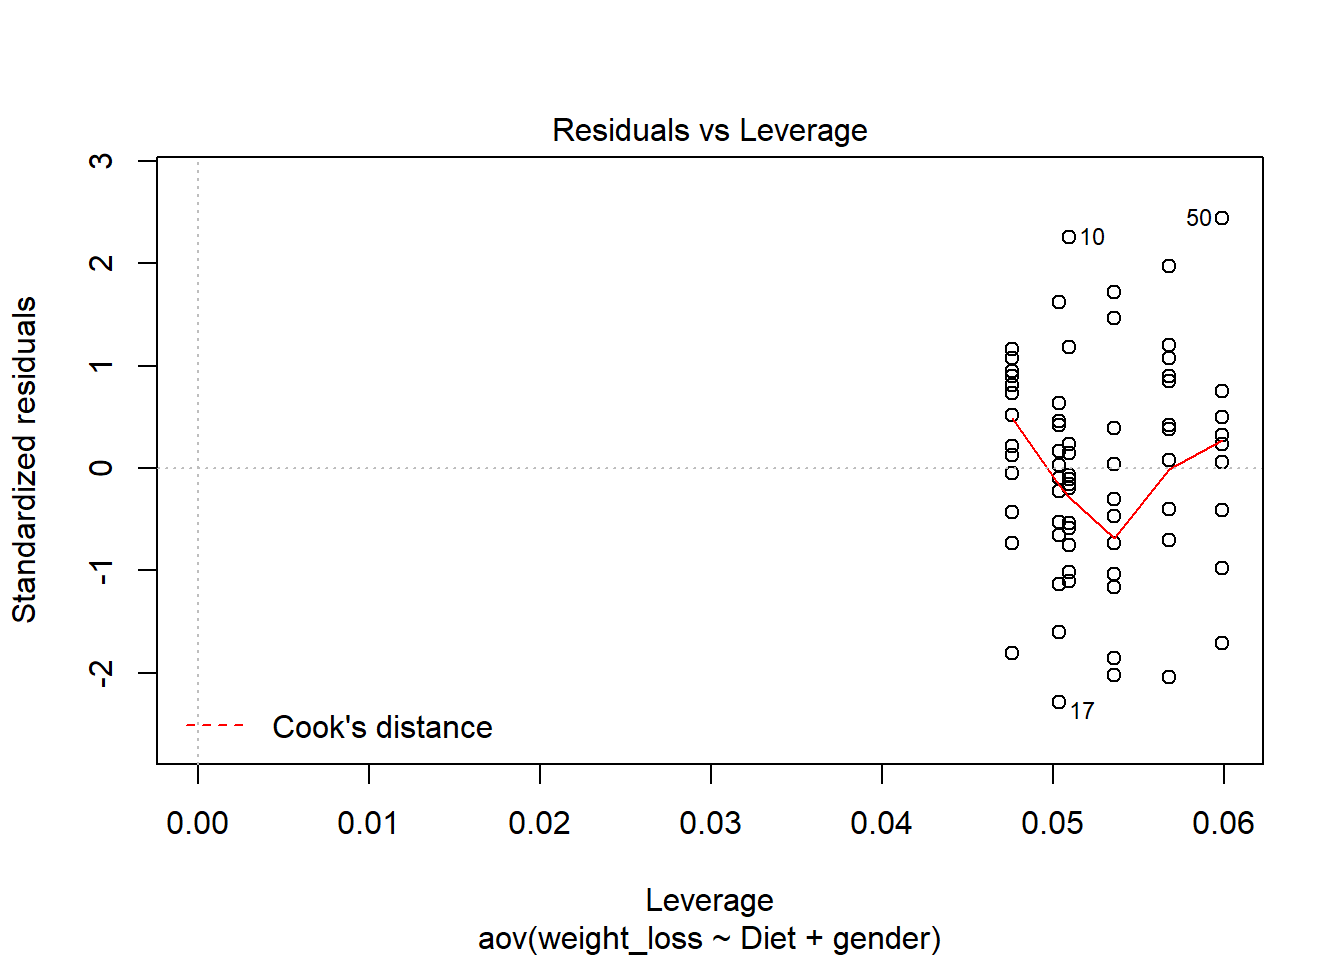 Residuals vs Leverage
Standardized residuals
3
2
1
0
-1
-2
50
10
17
Cook's distance
0.00 0.01 0.02 0.03 0.04 0.05 0.06
Leverage
aov(weight_loss ~ Diet + gender)